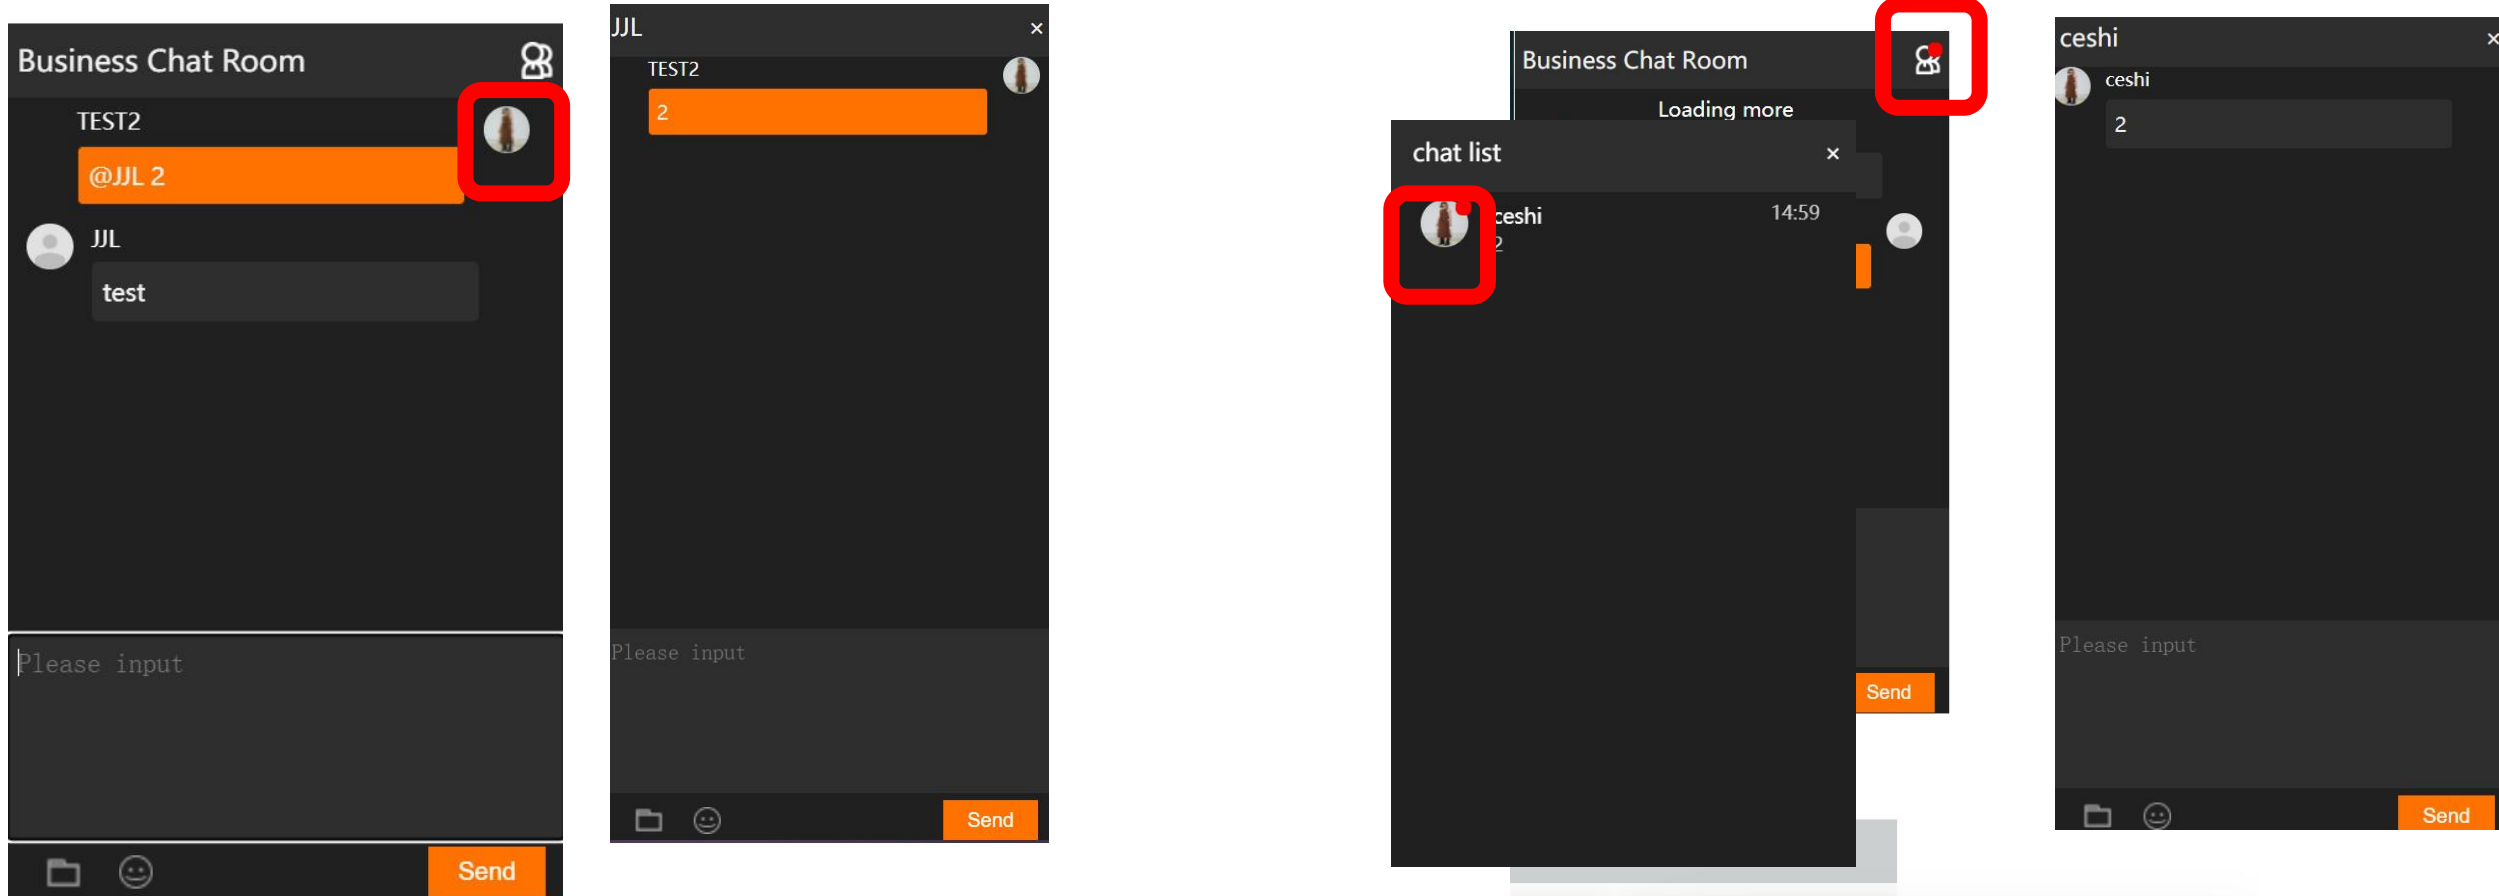 Business Chat Room
TEST2
@JJL 2
JJL
test
Please input
Send
JJL
×
TEST2
2
Please input
Send
Business Chat Room
Loading more
chat list
×
ceshi
14:59
2
Send
ceshi
×
ceshi
2
Please input
Send